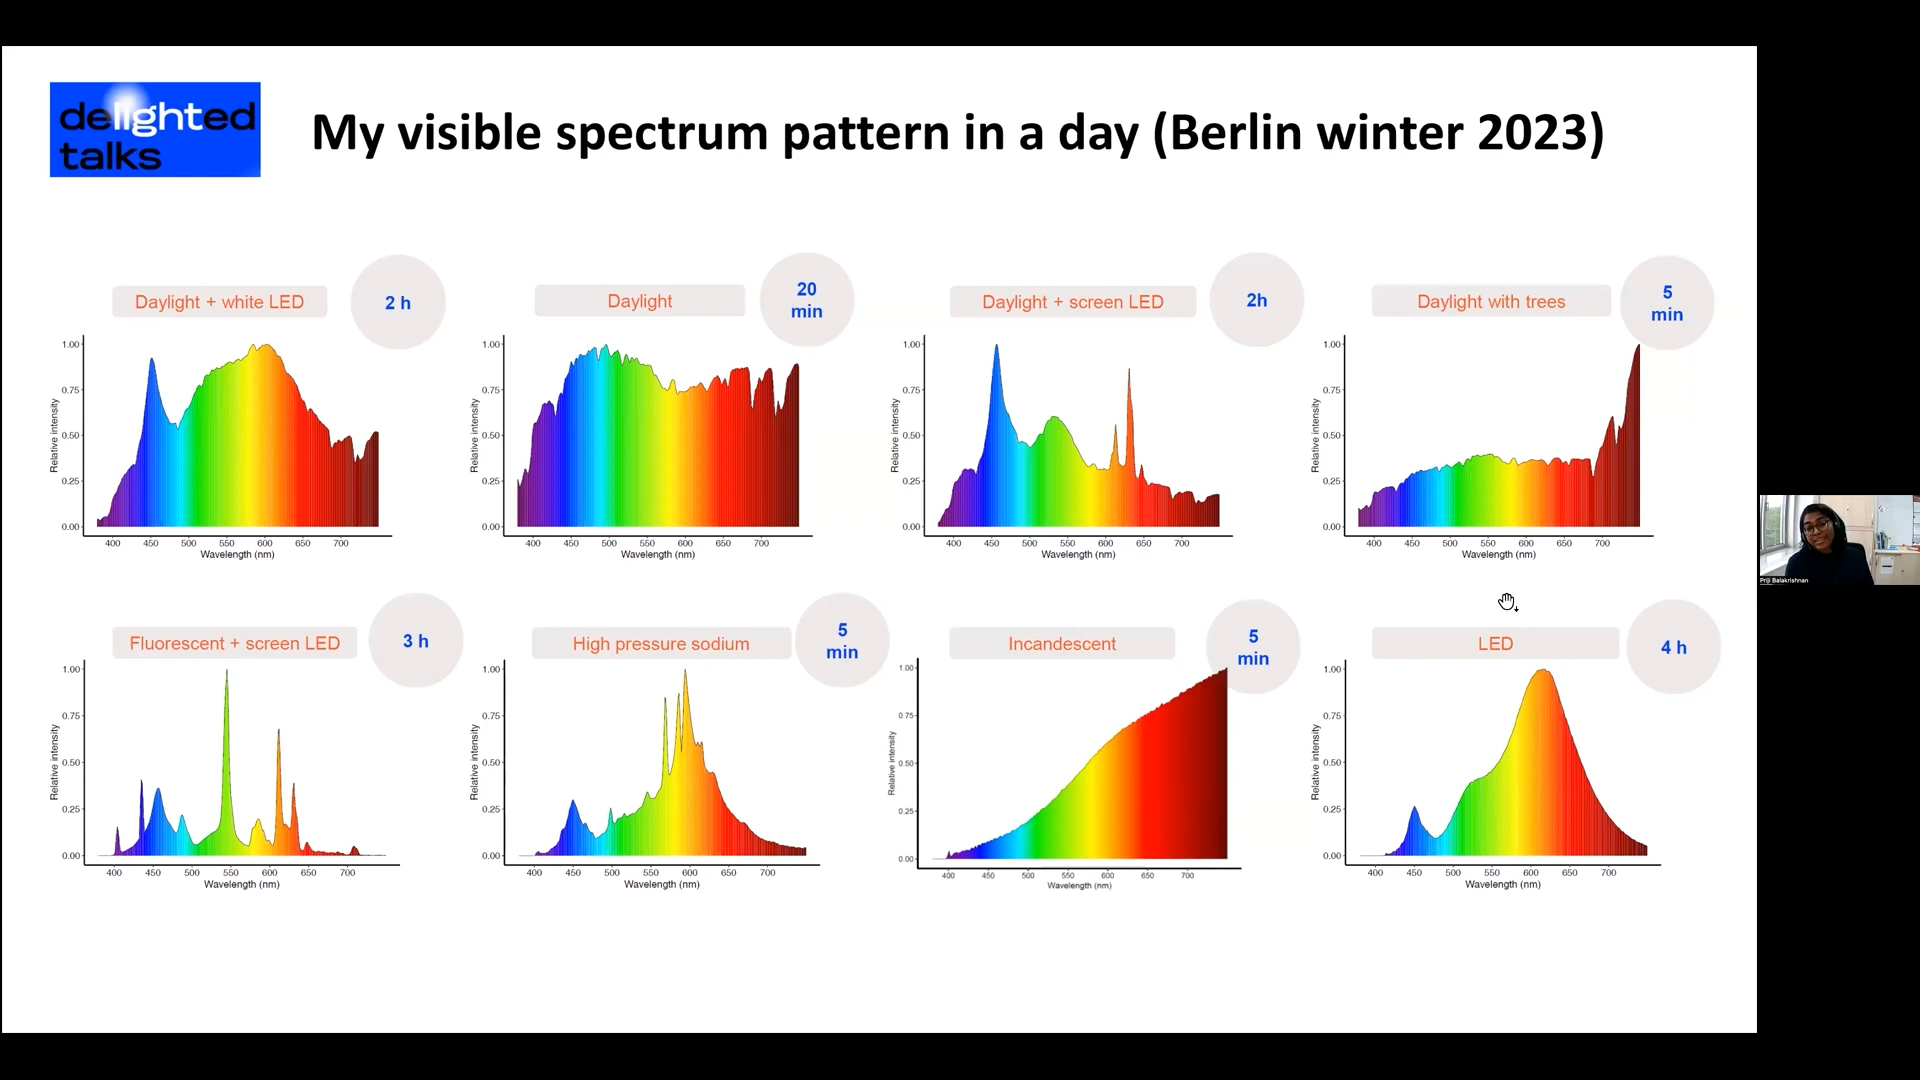 delighted
talks
My visible spectrum pattern in a day (Berlin winter 2023)
Daylight + white LED
2 h
Relative intensity
1.00
0.75
0.50
0.25
0.00
400 450 500 550 600 650 700
Wavelength (nm)
Daylight
20
min
Relative intensity
1.00
0.75
0.50
0.25
0.00
400 450 500 550 600 650 700
Wavelength (nm)
Daylight + screen LED
2h
Relative intensity
1.00
0.75
0.50
0.25
0.00
400 450 500 550 600 650 700
Wavelength (nm)
Daylight with trees
5
min
Relative intensity
1.00
0.75
0.50
0.25
0.00
400 450 500 550 600 650 700
Wavelength (nm)
Priji Balakrishnan
Fluorescent + screen LED
3 h
Relative intensity
1.00
0.75
0.50
0.25
0.00
400 450 500 550 600 650 700
Wavelength (nm)
High pressure sodium
5
min
Relative intensity
1.00
0.75
0.50
0.25
0.00
400 450 500 550 600 650 700
Wavelength (nm)
Incandescent
5
min
Relative intensity
1.00
0.75
0.50
0.25
0.00
400 450 500 550 600 650 700
Wavelength (nm)
LED
4 h
Relative intensity
1.00
0.75
0.50
0.25
0.00
400 450 500 550 600 650 700
Wavelength (nm)